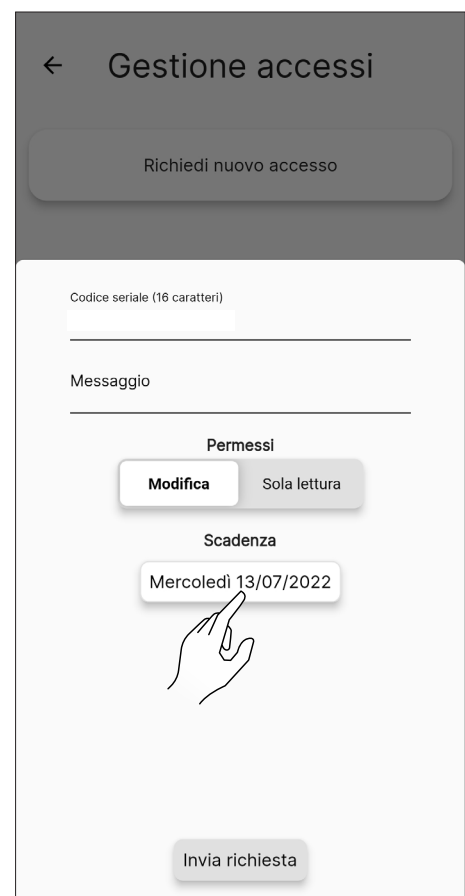 Gestione accessi
Richiedi nuovo accesso
Codice seriale (16 caratteri)
Messaggio
Permessi
Modifica Sola lettura
Scadenza
Mercoledì 13/07/2022
Invia richiesta